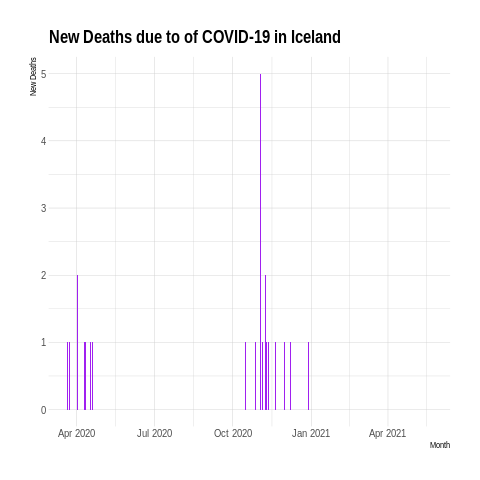 New Deaths due to of COVID-19 in Iceland
New Deaths
5
4
3
2
1
0
Apr 2020 Jul 2020 Oct 2020 Jan 2021 Apr 2021
Month